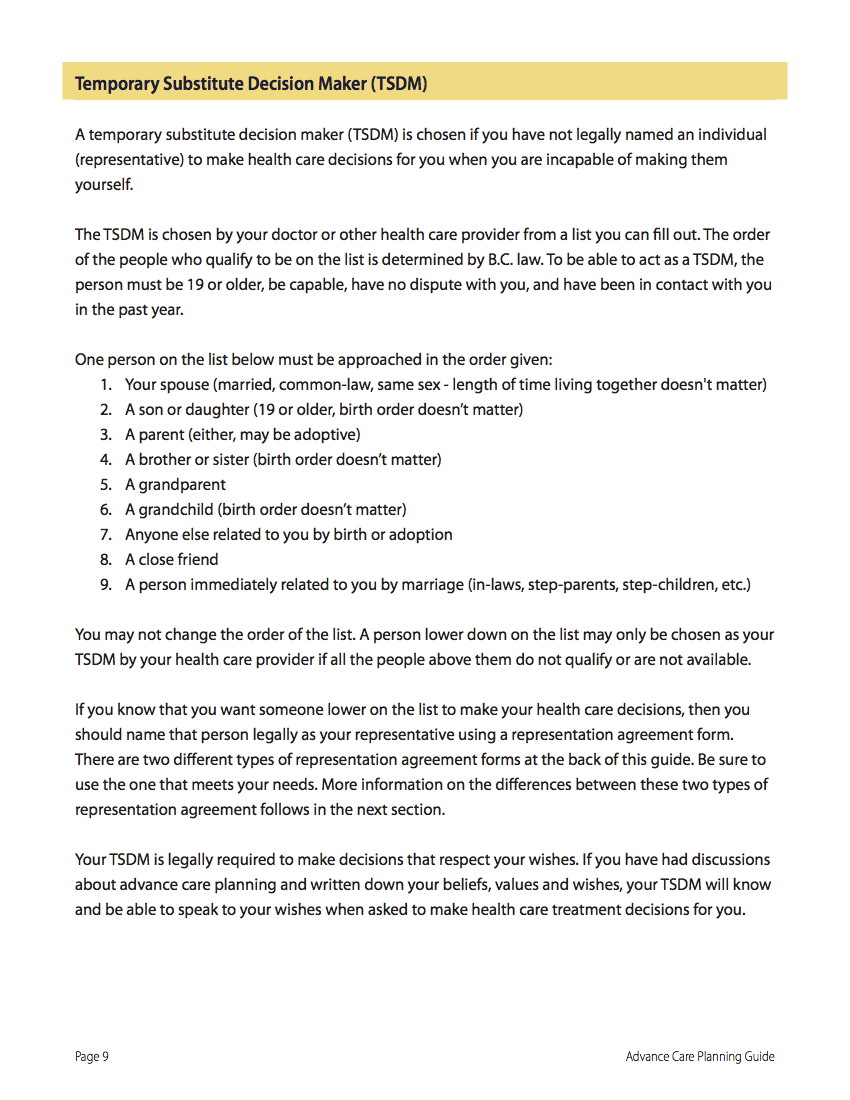 Temporary Substitute Decision Maker (TSDM)
A temporary substitute decision maker (TSDM) is chosen if you have not legally named an individual
(representative) to make health care decisions for you when you are incapable of making them
yourself.
The TSDM is chosen by your doctor or other health care provider from a list you can fill out. The order
of the people who qualify to be on the list is determined by B.C. law. To be able to act as a TSDM, the
person must be 19 or older, be capable, have no dispute with you, and have been in contact with you
in the past year.
One person on the list below must be approached in the order given:
1. Your spouse (married, common-law, same sex - length of time living together doesn't matter)
2. A son or daughter (19 or older, birth order doesn’t matter)
3. A parent (either, may be adoptive)
4. A brother or sister (birth order doesn’t matter)
5. A grandparent
6. A grandchild (birth order doesn’t matter)
7. Anyone else related to you by birth or adoption
8. A close friend
9. A person immediately related to you by marriage (in-laws, step-parents, step-children, etc.)
You may not change the order of the list. A person lower down on the list may only be chosen as your
TSDM by your health care provider if all the people above them do not qualify or are not available.
If you know that you want someone lower on the list to make your health care decisions, then you
should name that person legally as your representative using a representation agreement form.
There are two different types of representation agreement forms at the back of this guide. Be sure to
use the one that meets your needs. More information on the differences between these two types of
representation agreement follows in the next section.
Your TSDM is legally required to make decisions that respect your wishes. If you have had discussions
about advance care planning and written down your beliefs, values and wishes, your TSDM will know
and be able to speak to your wishes when asked to make health care treatment decisions for you.
Page 9
Advance Care Planning Guide